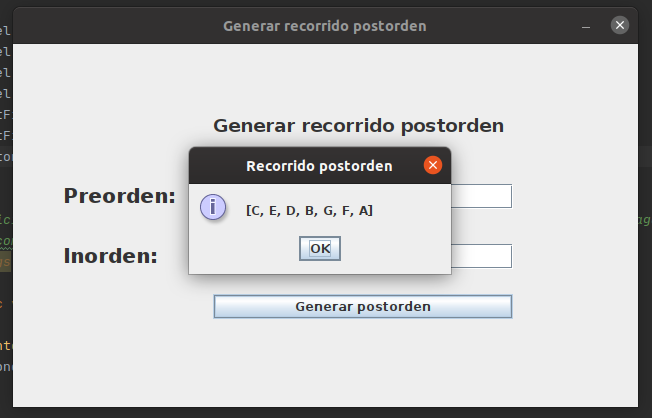 Generar recorrido postorden
Generar recorrido postorden
Recorrido postorden
[C, E, D, B, G, F, A]
OK
Preorden:
Inorden:
Generar postorden